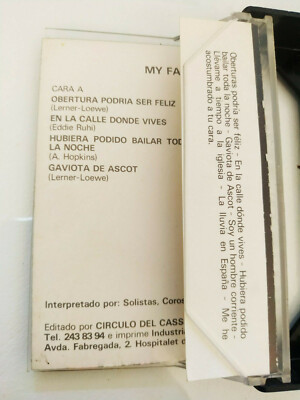 MY FA
CARA A
OBERTURA PODRIA SER FELIZ
(Lerner-Loewe)
EN LA CALLE DONDE VIVES
(Eddie Ruhi)
HUBIERA PODIDO BAILAR TOD
LA NOCHE
(A. Hopkins)
GAVIOTA DE ASCOT
(Lerner-Loewe)
Interpretado por: Solistas, Coro
Editado por CIRCULO DEL CASS
Tel. 243 83 94 e imprime Industria
Avda. Fabregada, 2. Hospitalet d
Oberturas podría ser féliz - En la calle dónde vives - Hubiera podido
bailar toda la noche - Gaviota de Ascot - Soy un hombre corriente -
Llévame a tiempo a la iglesia - La lluvia en España - Me he
acostumbrado a tu cara.